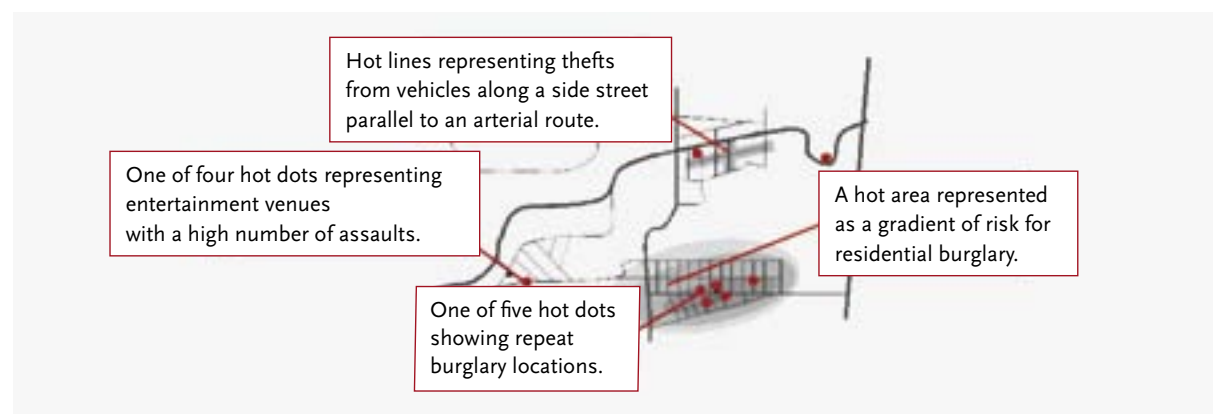 Hot lines representing thefts
from vehicles along a side street
parallel to an arterial route.
One of four hot dots representing
entertainment venues
with a high number of assaults.
A hot area represented
as a gradient of risk for
residential burglary.
One of five hot dots
showing repeat
burglary locations.